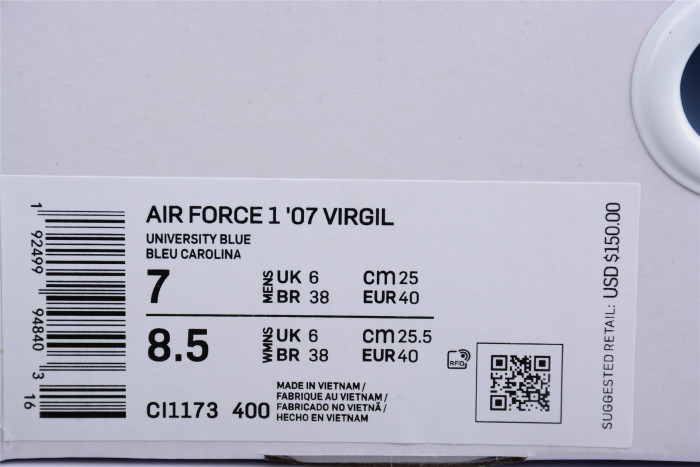 AIR FORCE 1 '07 VIRGIL
UNIVERSITY BLUE
BLEU CAROLINA
7 MENS UK 6 CM 25
BR 38 EUR 40
8.5 WMNS UK 6 CM 25.5
BR 38 EUR 40
RFID
MADE IN VIETNAM /
FABRIQUE AU VIETNAM /
FABRICADO NO VIETNÃ /
HECHO EN VIETNAM
CI1173 400
1 92499 94840 3 16
SUGGESTED RETAIL: USD $150.00